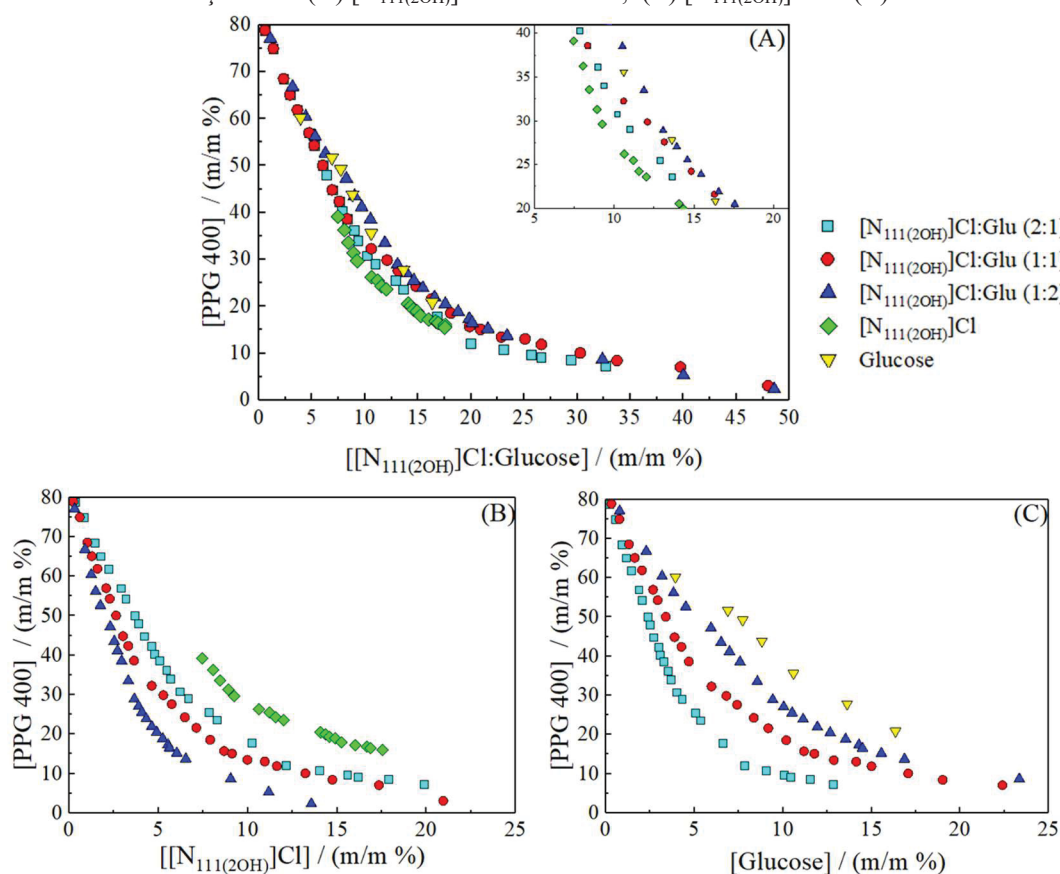 80
70
60
50
40
30
20
10
0
[PPG 400] / (m/m %)
(A)
40
35
30
25
20
5 10 15 20
0 5 10 15 20 25 30 35 40 45 50
[[N111(2OH)]Cl:Glucose] / (m/m %)
[N111(2OH)]Cl:Glu (2:1
[N111(2OH)]Cl:Glu (1:1
[N111(2OH)]Cl:Glu (1:2
[N111(2OH)]Cl
Glucose
80
70
60
50
40
30
20
10
0
[PPG 400] / (m/m %)
(B)
0 5 10 15 20 25
[[N111(2OH)]Cl] / (m/m %)
80
70
60
50
40
30
20
10
0
[PPG 400] / (m/m %)
(C)
0 5 10 15 20 25
[Glucose] / (m/m %)